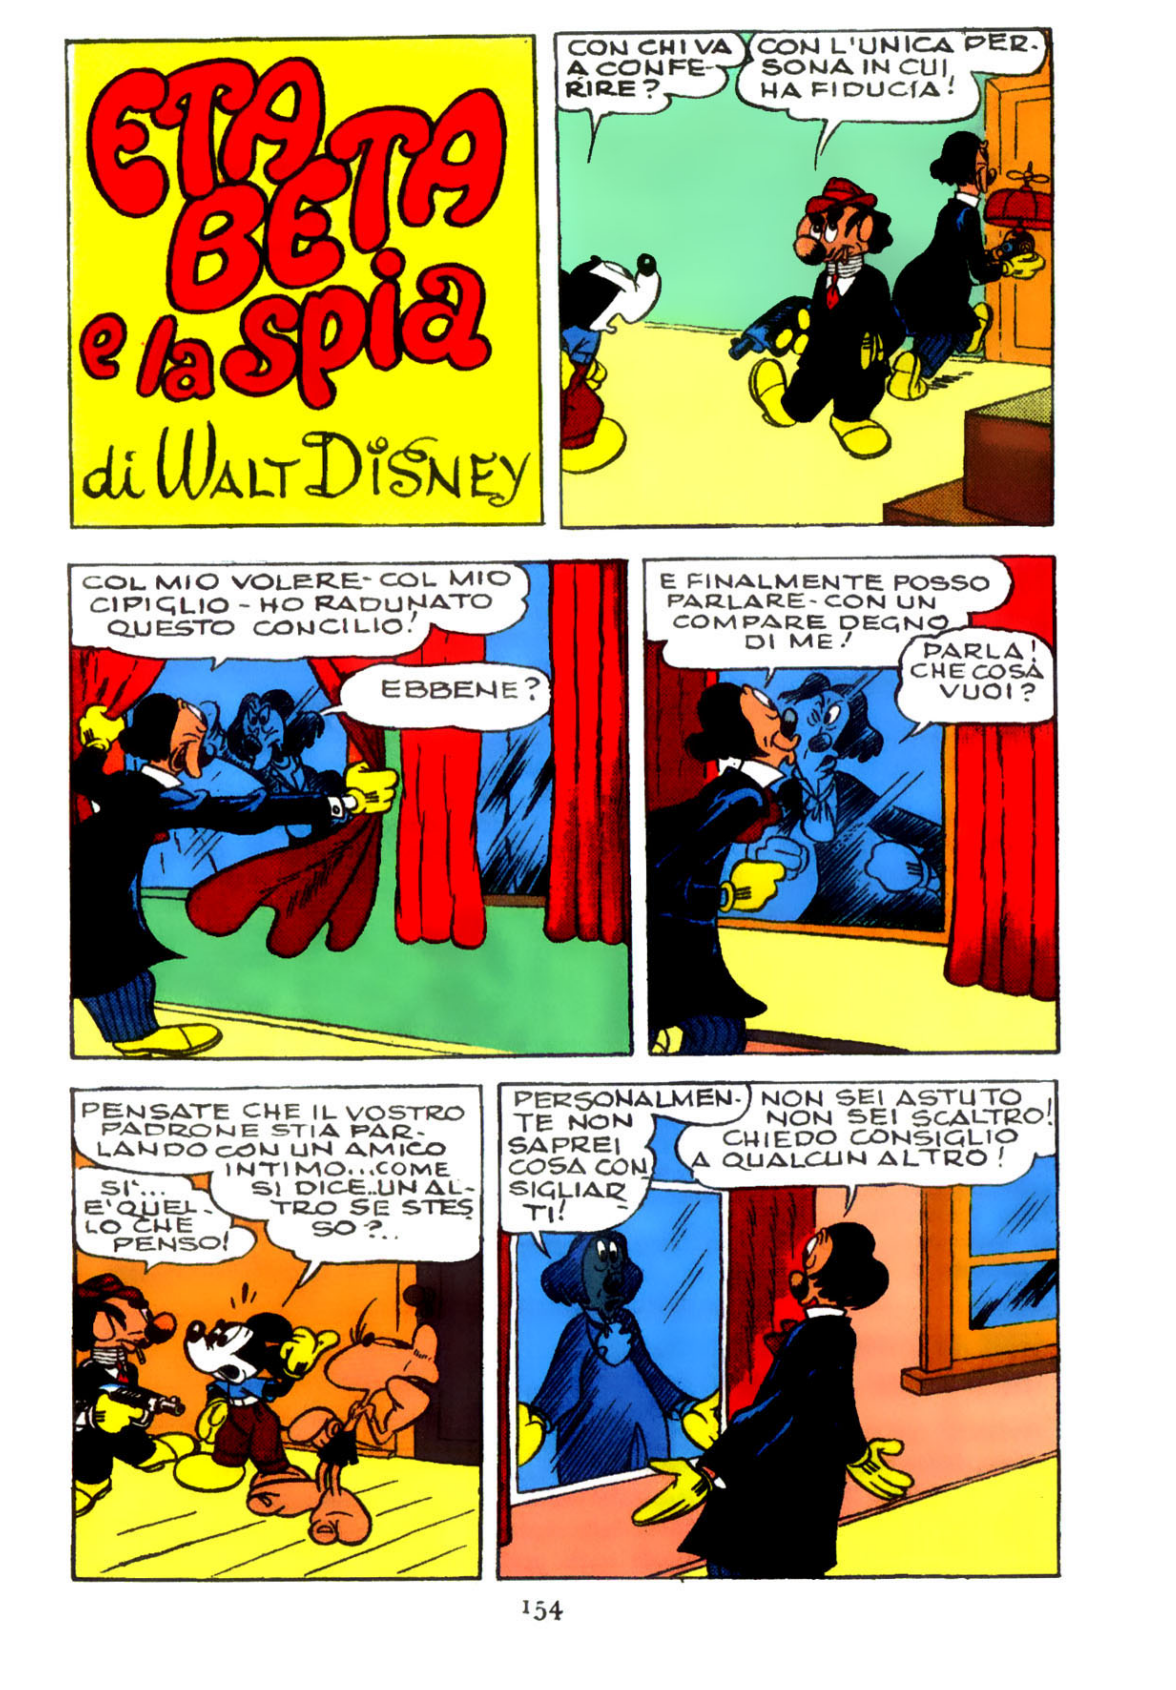 ETA
BETA
e la spia
di WALT DISNEY
CON CHI VA
A CONFE-
RIRE?
CON L'UNICA PER-
SONA IN CUI
HA FIDUCIA!
COL MIO VOLERE- COL MIO
CIPIGLIO - HO RADUNATO
QUESTO CONCILIO!
EBBENE?
E FINALMENTE POSSO
PARLARE - CON UN
COMPARE DEGNO
DI ME!
PARLA!
CHE COSA
VUOI?
PENSATE CHE IL VOSTRO
PADRONE STIA PAR-
LANDO CON UN AMICO
INTIMO...COME
SI DICE..UN AL-
TRO SE STES
SO?...
SI'...
E' QUEL-
LO CHE
PENSO!
PERSONALMEN-
TE NON
SAPREI
COSA CON
SIGLIAR-
TI!
NON SEI ASTUTO
NON SEI SCALTRO!
CHIEDO CONSIGLIO
A QUALCUN ALTRO!
154